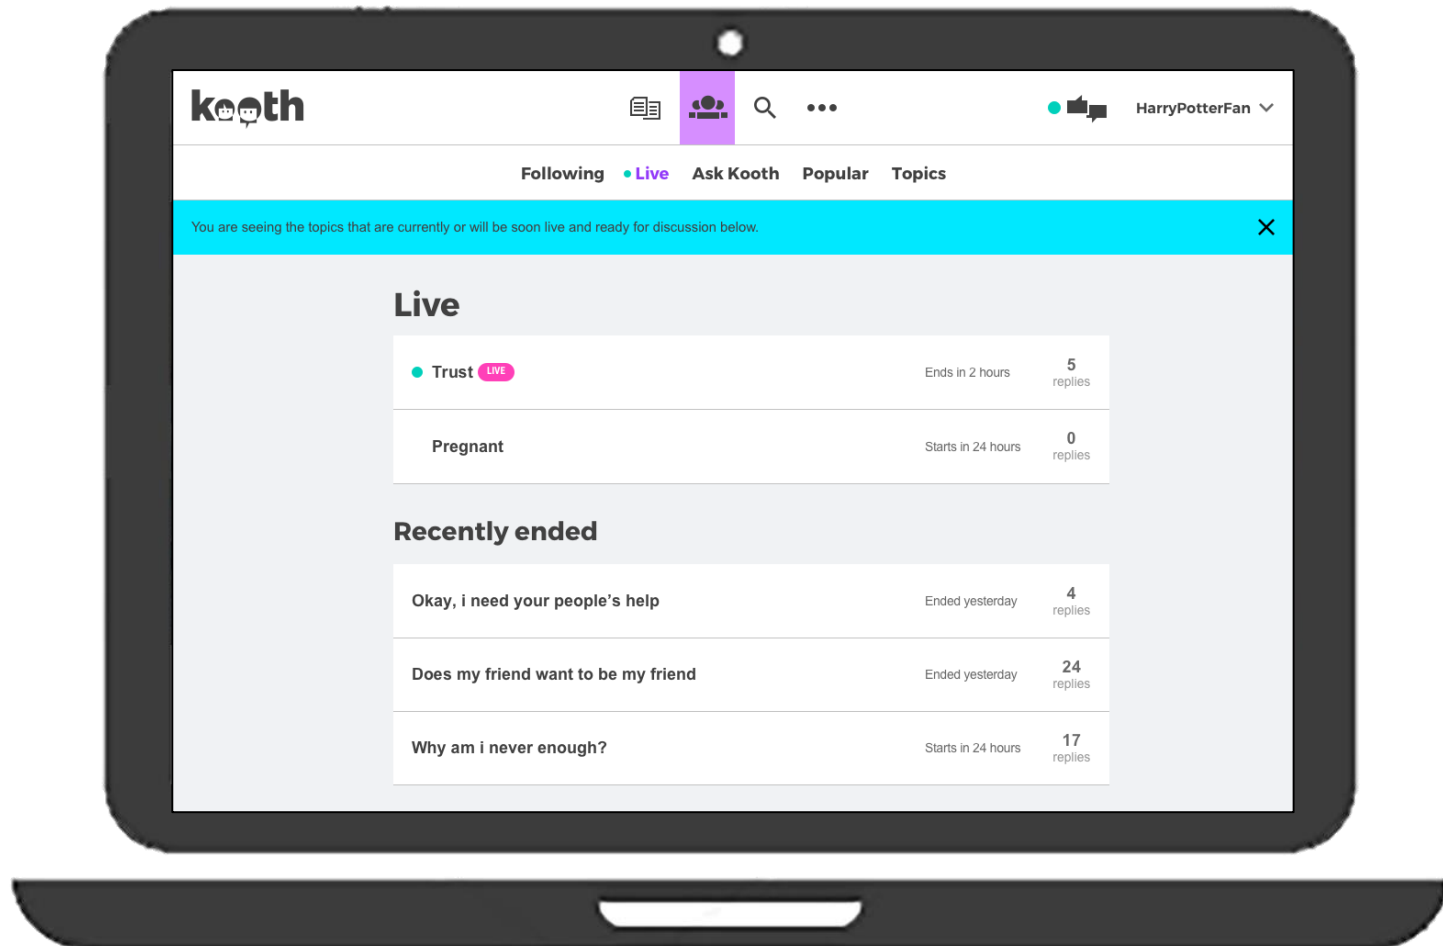 kooth
HarryPotterFan
Following Live Ask Kooth Popular Topics
You are seeing the topics that are currently or will be soon live and ready for discussion below.
Live
Trust LIVE Ends in 2 hours 5 replies
Pregnant Starts in 24 hours 0 replies
Recently ended
Okay, i need your people’s help Ended yesterday 4 replies
Does my friend want to be my friend Ended yesterday 24 replies
Why am i never enough? Starts in 24 hours 17 replies